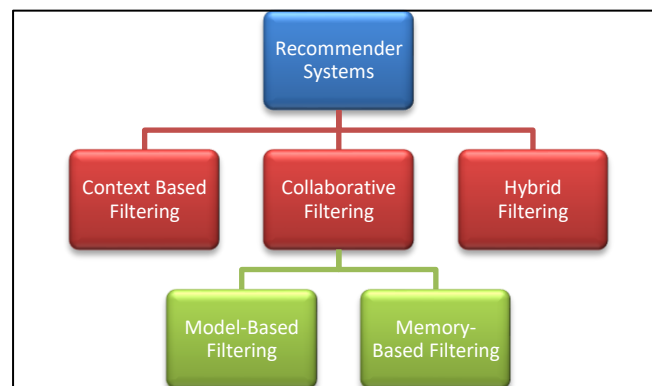 Recommender
Systems
Context Based
Filtering
Collaborative
Filtering
Hybrid
Filtering
Model-Based
Filtering
Memory-
Based Filtering